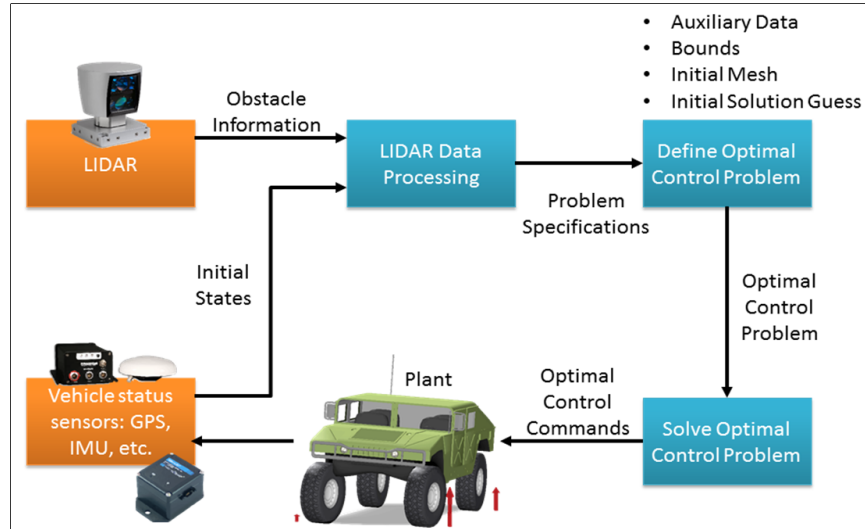 • Auxiliary Data
• Bounds
• Initial Mesh
• Initial Solution Guess
Obstacle
Information
LIDAR
LIDAR Data
Processing
Define Optimal
Control Problem
Problem
Specifications
Initial
States
Optimal
Control
Problem
Vehicle status
sensors: GPS,
IMU, etc.
Plant
Optimal
Control
Commands
Solve Optimal
Control Problem